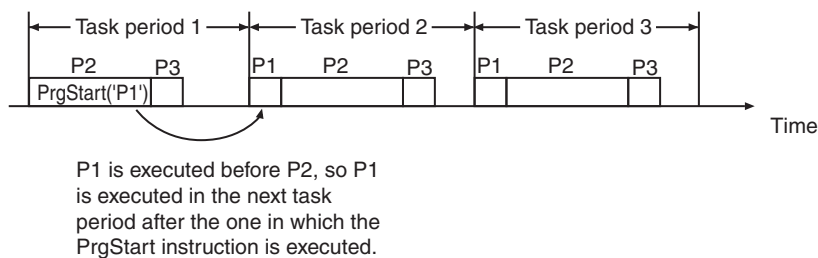 Task period 1 Task period 2 Task period 3
P2 P3 P1 P2 P3 P1 P2 P3
PrgStart('P1')
Time
P1 is executed before P2, so P1
is executed in the next task
period after the one in which the
PrgStart instruction is executed.